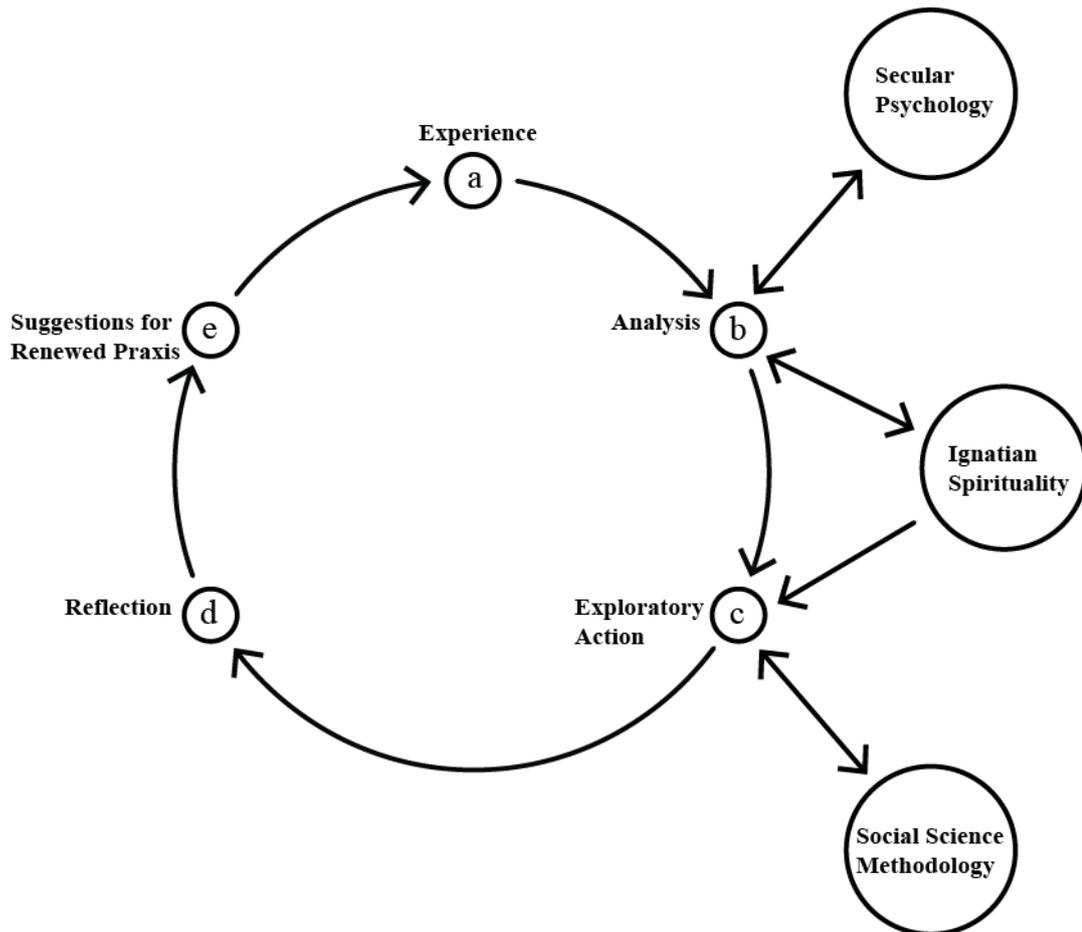 Secular
Psychology
Experience
a
Suggestions for
Renewed Praxis
e
Analysis
b
Ignatian
Spirituality
Reflection
d
Exploratory
Action
c
Social Science
Methodology